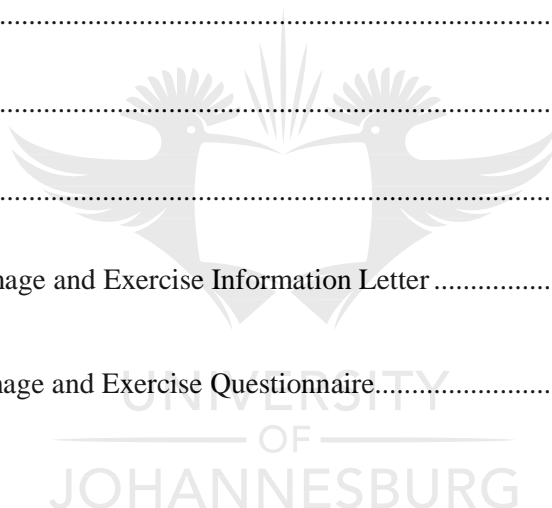 ................................................................................
................................................................................
................................................................................
nage and Exercise Information Letter................
nage and Exercise Questionnaire.........................
UNIVERSITY
OF
JOHANNESBURG